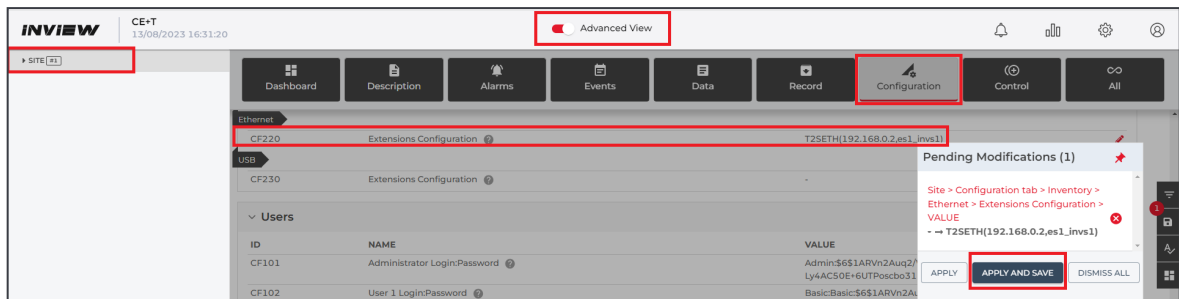 INVIEW
CE+T
13/08/2023 16:31:20
Advanced View
SITE #1
Dashboard
Description
Alarms
Events
Data
Record
Configuration
Control
All
Ethernet
CF220 Extensions Configuration T2SETH(192.168.0.2,es1_invs1)
USB
CF230 Extensions Configuration -
Pending Modifications (1)
Site > Configuration tab > Inventory >
Ethernet > Extensions Configuration >
VALUE
- → T2SETH(192.168.0.2,es1_invs1)
APPLY
APPLY AND SAVE
DISMISS ALL
1
Users
ID NAME VALUE
CF101 Administrator Login:Password Admin:$6$1ARVn2Auq2/
Ly4AC50E+6UTPoscbo31
CF102 User 1 Login:Password Basic:Basic:$6$1ARVn2Au